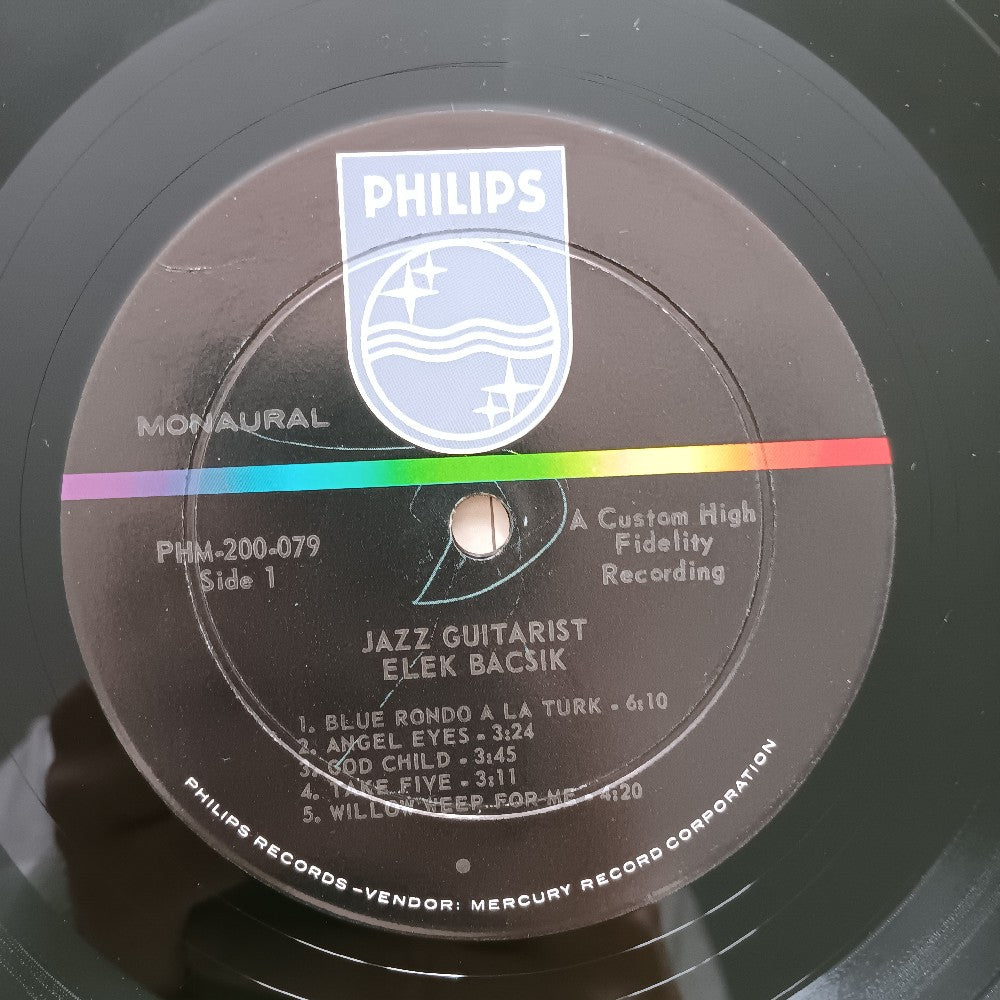 PHILIPS
MONAURAL
PHM-200-079
Side 1
A Custom High
Fidelity
Recording
JAZZ GUITARIST
ELEK BACSIK
1. BLUE RONDO A LA TURK - 6:10
2. ANGEL EYES - 3:24
3. GOD CHILD - 3:45
4. TAKE FIVE - 3:11
5. WILLOW WEEP FOR ME - 4:20
PHILIPS RECORDS-VENDOR: MERCURY RECORD CORPORATION